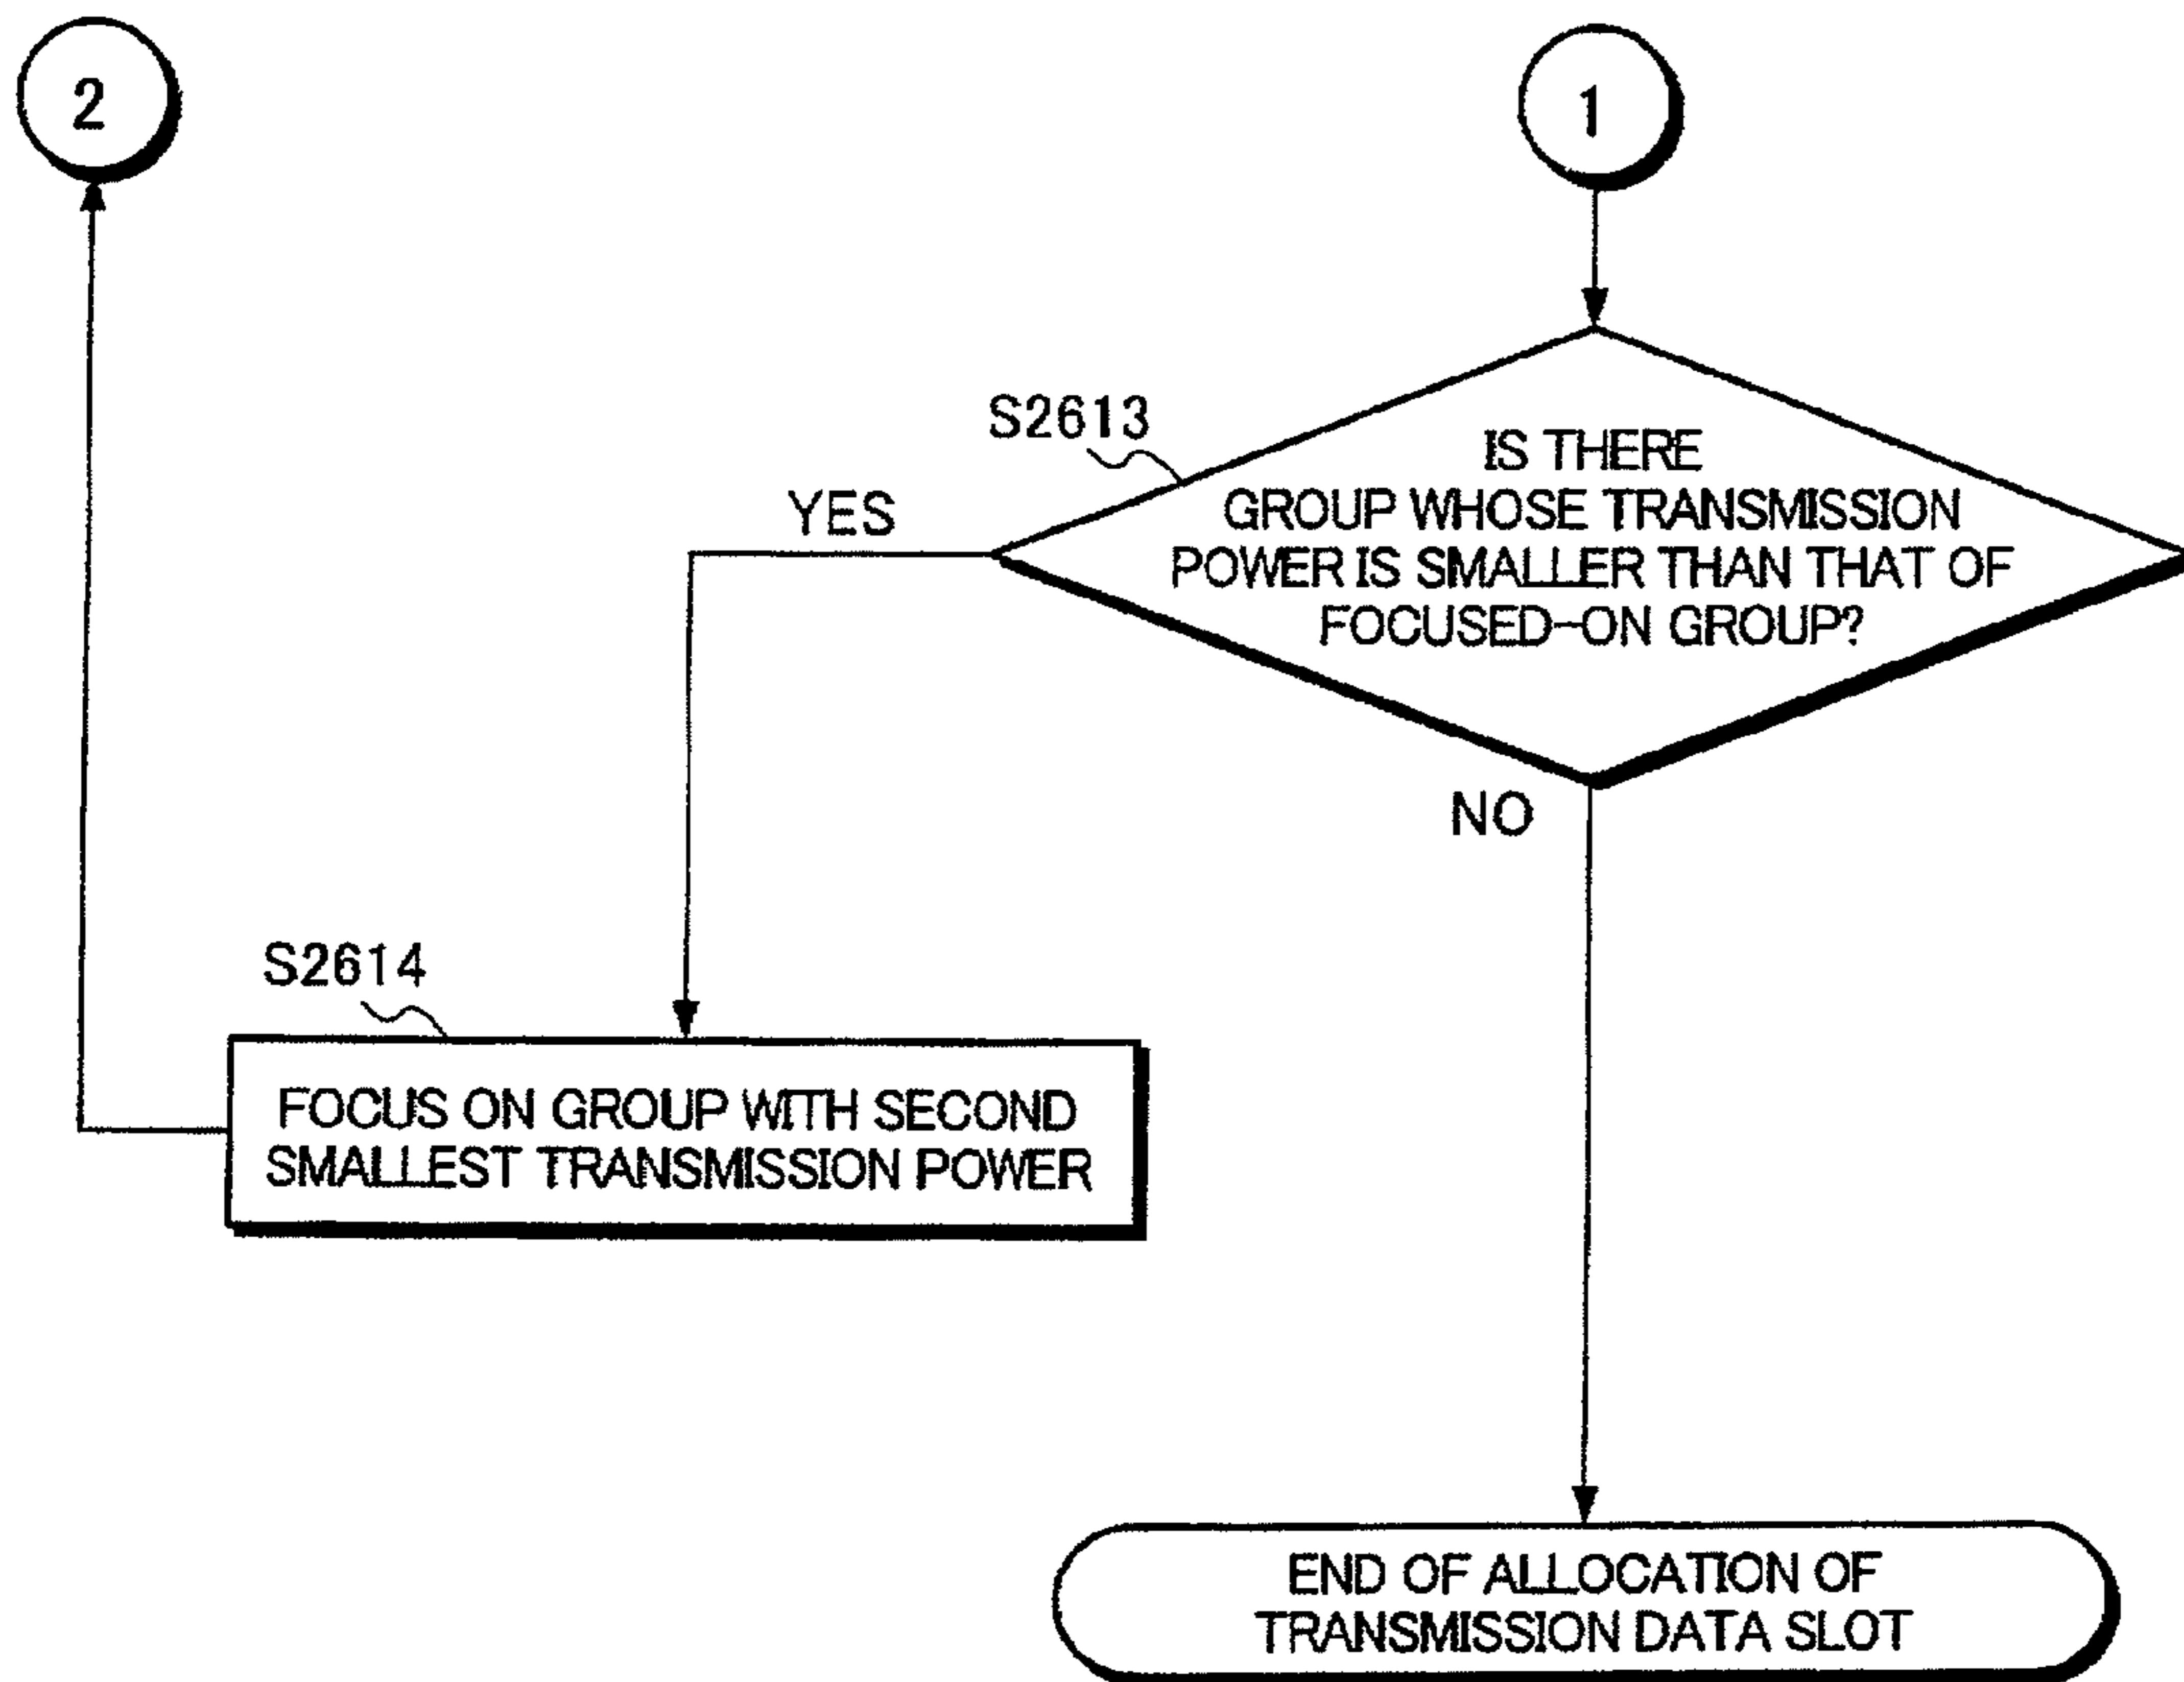 2
1
S2613
IS THERE
GROUP WHOSE TRANSMISSION
POWER IS SMALLER THAN THAT OF
FOCUSED-ON GROUP?
YES
NO
S2614
FOCUS ON GROUP WITH SECOND
SMALLEST TRANSMISSION POWER
END OF ALLOCATION OF
TRANSMISSION DATA SLOT